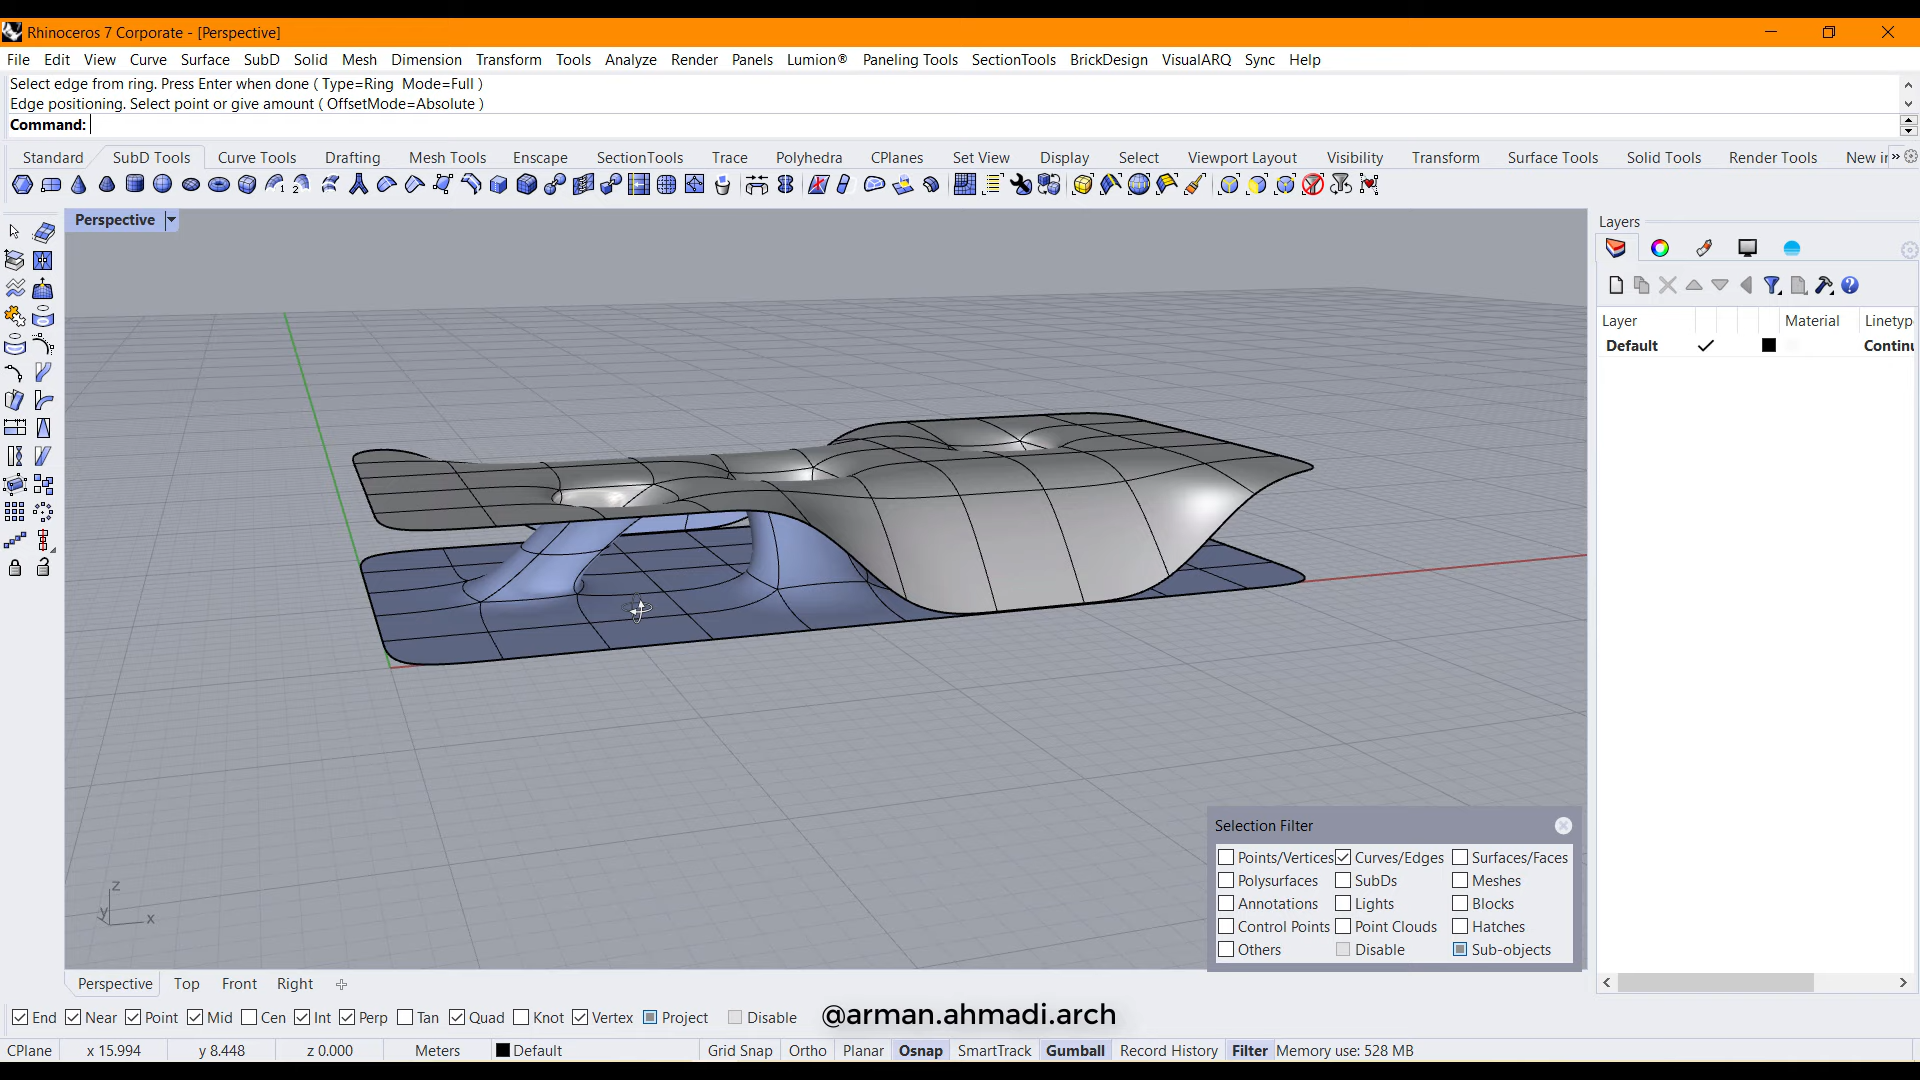 Rhinoceros 7 Corporate - [Perspective]
File Edit View Curve Surface SubD Solid Mesh Dimension Transform Tools Analyze Render Panels Lumion® Paneling Tools SectionTools BrickDesign VisualARQ Sync Help
Select edge from ring. Press Enter when done ( Type=Ring Mode=Full )
Edge positioning. Select point or give amount ( OffsetMode=Absolute )
Command:
Standard SubD Tools Curve Tools Drafting Mesh Tools Enscape SectionTools Trace Polyhedra CPlanes Set View Display Select Viewport Layout Visibility Transform Surface Tools Solid Tools Render Tools New in
Perspective
Layers
Layer Material Linetyp
Default Continu
Selection Filter
Points/Vertices Curves/Edges Surfaces/Faces
Polysurfaces SubDs Meshes
Annotations Lights Blocks
Control Points Point Clouds Hatches
Others Disable Sub-objects
z
y x
Perspective Top Front Right
End Near Point Mid Cen Int Perp Tan Quad Knot Vertex Project Disable @arman.ahmadi.arch
CPlane x 15.994 y 8.448 z 0.000 Meters Default Grid Snap Ortho Planar Osnap SmartTrack Gumball Record History Filter Memory use: 528 MB